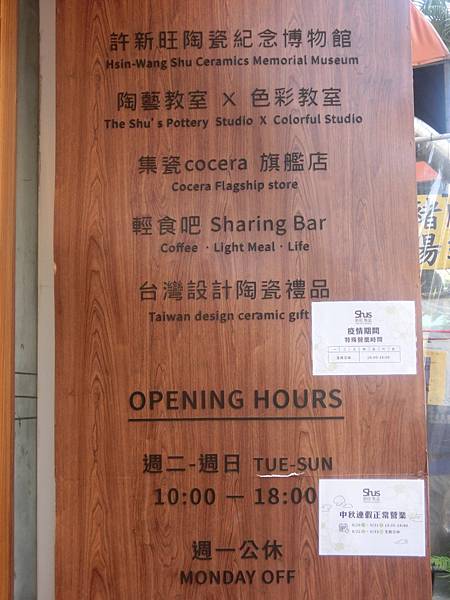 許新旺陶瓷紀念博物館
Hsin-Wang Shu Ceramics Memorial Museum
陶藝教室 X 色彩教室
The Shu's Pottery Studio X Colorful Studio
集瓷cocera 旗艦店
Cocera Flagship store
輕食吧 Sharing Bar
Coffee · Light Meal · Life
台灣設計陶瓷禮品
Taiwan design ceramic gift
Shus
疫情期間
特殊營業時間
OPENING HOURS
週二-週日 TUE-SUN
10:00 — 18:00
Shus
中秋連假正常營業
週一公休
MONDAY OFF